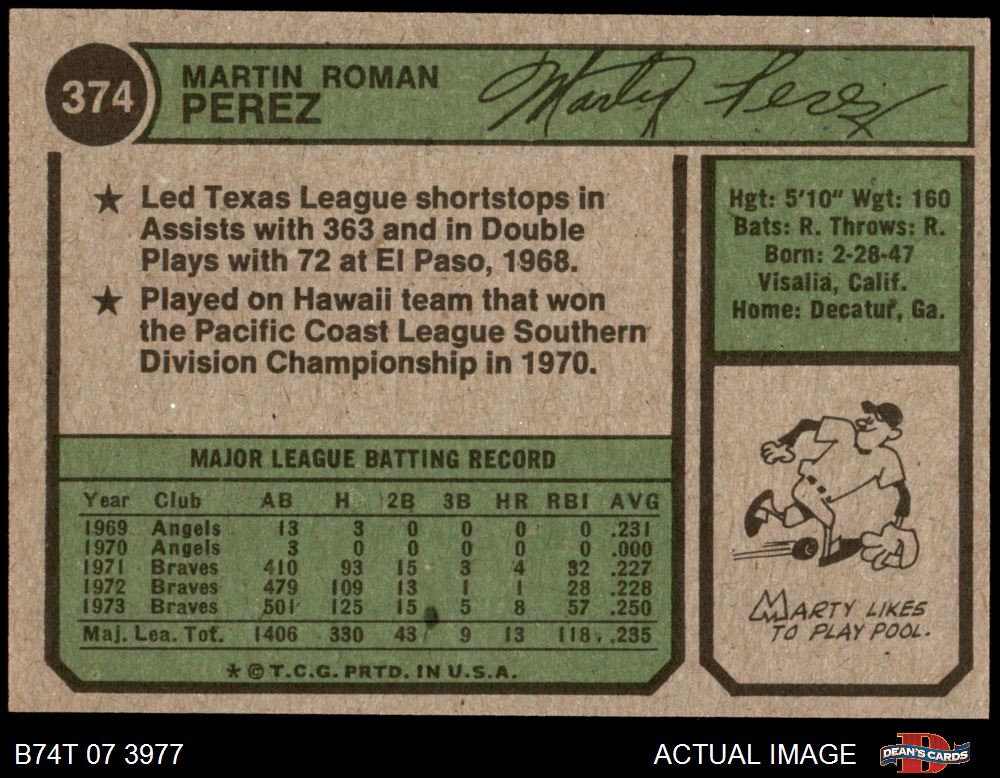 374
MARTIN ROMAN
PEREZ
Marty Perez
★ Led Texas League shortstops in
Assists with 363 and in Double
Plays with 72 at El Paso, 1968.
★ Played on Hawaii team that won
the Pacific Coast League Southern
Division Championship in 1970.
Hgt: 5'10" Wgt: 160
Bats: R. Throws: R.
Born: 2-28-47
Visalia, Calif.
Home: Decatur, Ga.
MAJOR LEAGUE BATTING RECORD
Year Club AB H 2B 3B HR RBI AVG
1969 Angels 13 3 0 0 0 0 .231
1970 Angels 3 0 0 0 0 0 .000
1971 Braves 410 93 15 3 4 32 .227
1972 Braves 479 109 13 1 1 28 .228
1973 Braves 501 125 15 5 8 57 .250
Maj. Lea. Tot. 1406 330 43 9 13 118 .235
* © T.C.G. PRTD. IN U.S.A.
MARTY LIKES
TO PLAY POOL.
B74T 07 3977
ACTUAL IMAGE
DEAN'S CARDS